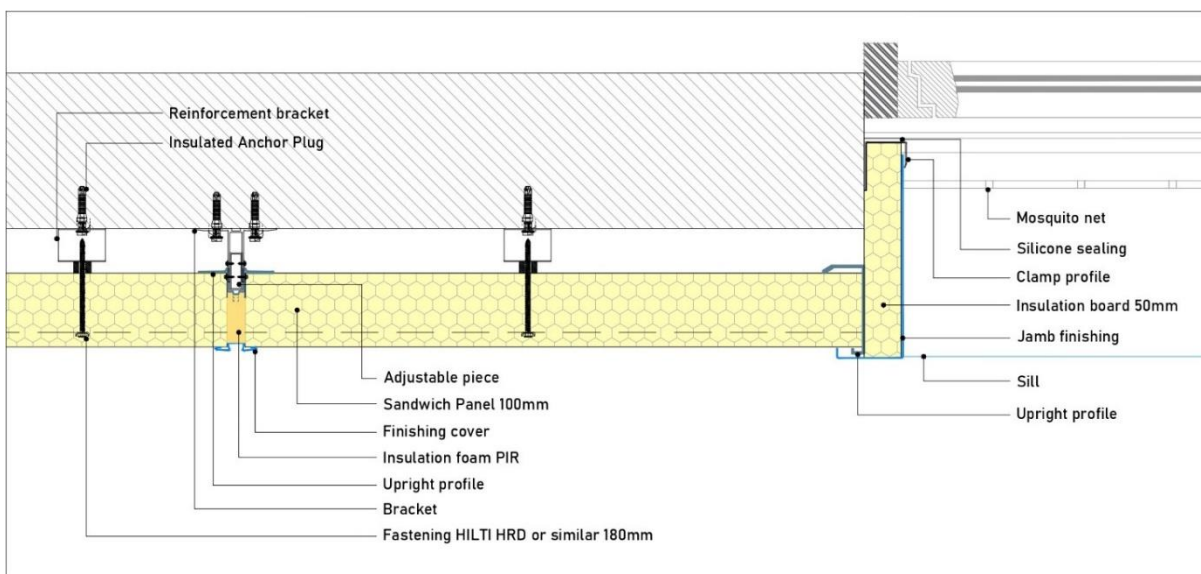 Reinforcement bracket
Insulated Anchor Plug
Adjustable piece
Sandwich Panel 100mm
Finishing cover
Insulation foam PIR
Upright profile
Bracket
Fastening HILTI HRD or similar 180mm
Mosquito net
Silicone sealing
Clamp profile
Insulation board 50mm
Jamb finishing
Sill
Upright profile